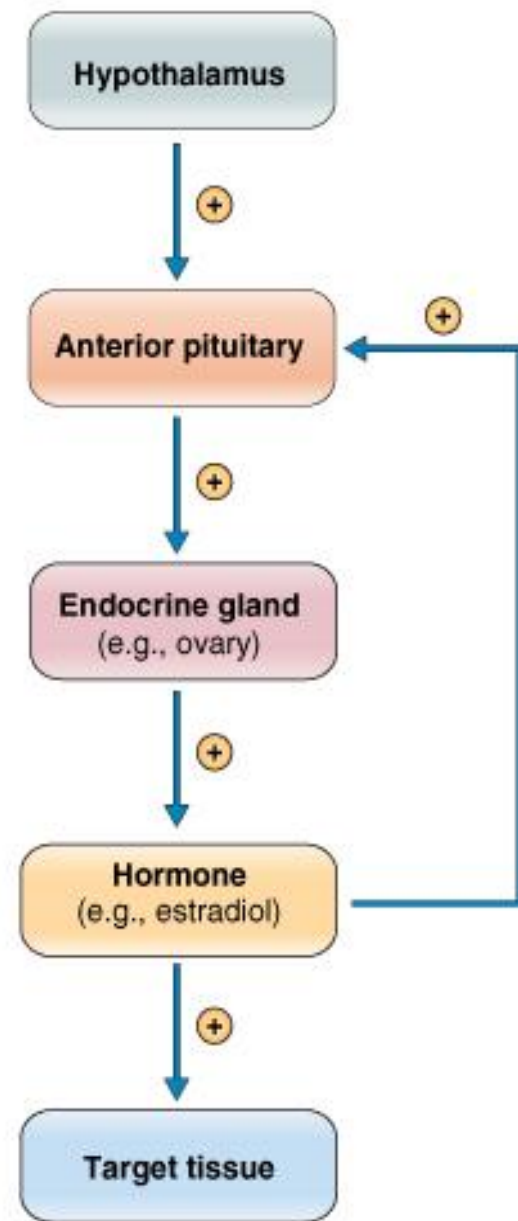 Hypothalamus
+
+
Anterior pituitary
+
Endocrine gland
(e.g., ovary)
+
Hormone
(e.g., estradiol)
+
Target tissue